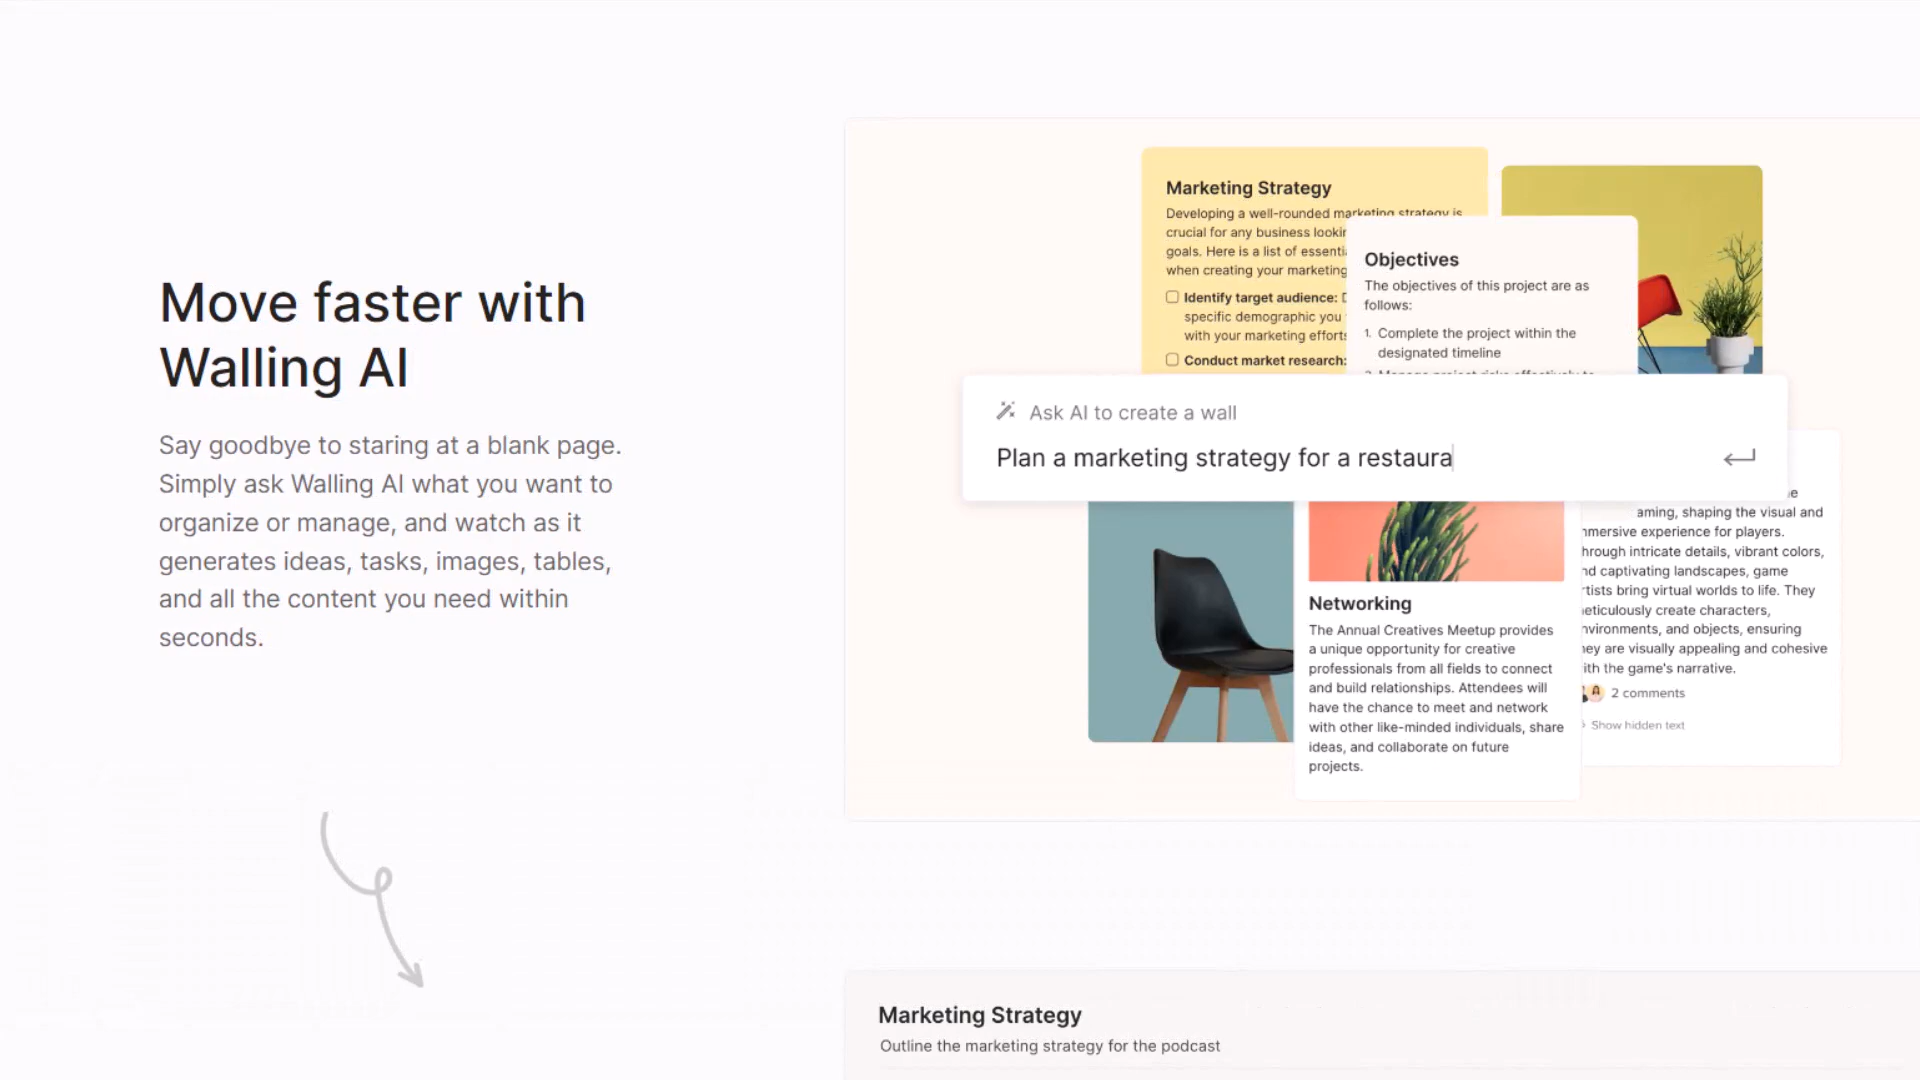 Move faster with
Walling AI
Say goodbye to staring at a blank page.
Simply ask Walling AI what you want to
organize or manage, and watch as it
generates ideas, tasks, images, tables,
and all the content you need within
seconds.
Marketing Strategy
Developing a well-rounded marketing strategy is
crucial for any business
goals. Here is a list of
when creating your marketing
Identify target audience:
specific demographic you
with your marketing
Conduct market research:
Objectives
The objectives of this project are as
follows:
1. Complete the project within the
designated timeline
Ask AI to create a wall
Plan a marketing strategy for a restaura
Networking
The Annual Creatives Meetup provides
a unique opportunity for creative
professionals from all fields to connect
and build relationships. Attendees will
have the chance to meet and network
with other like-minded individuals, share
ideas, and collaborate on future
projects.
aming, shaping the visual and
mmersive experience for players.
hrough intricate details, vibrant colors,
nd captivating landscapes, game
rtists bring virtual worlds to life. They
eticulously create characters,
nvironments, and objects, ensuring
hey are visually appealing and cohesive
ith the game's narrative.
2 comments
Show hidden text
Marketing Strategy
Outline the marketing strategy for the podcast